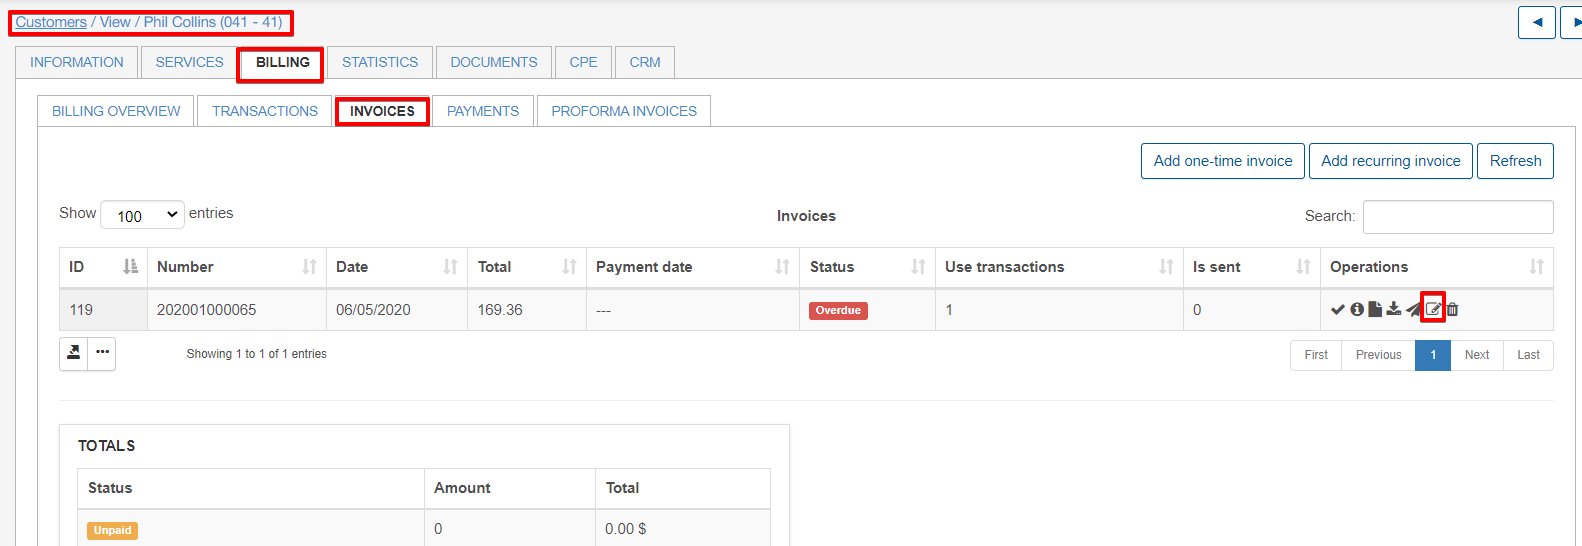 Customers / View / Phil Collins (041 - 41)
INFORMATION SERVICES BILLING STATISTICS DOCUMENTS CPE CRM
BILLING OVERVIEW TRANSACTIONS INVOICES PAYMENTS PROFORMA INVOICES
Add one-time invoice Add recurring invoice Refresh
Show 100 entries Invoices Search:
ID Number Date Total Payment date Status Use transactions Is sent Operations
119 202001000065 06/05/2020 169.36 --- Overdue 1 0
Showing 1 to 1 of 1 entries First Previous 1 Next Last
TOTALS
Status Amount Total
Unpaid 0 0.00 $